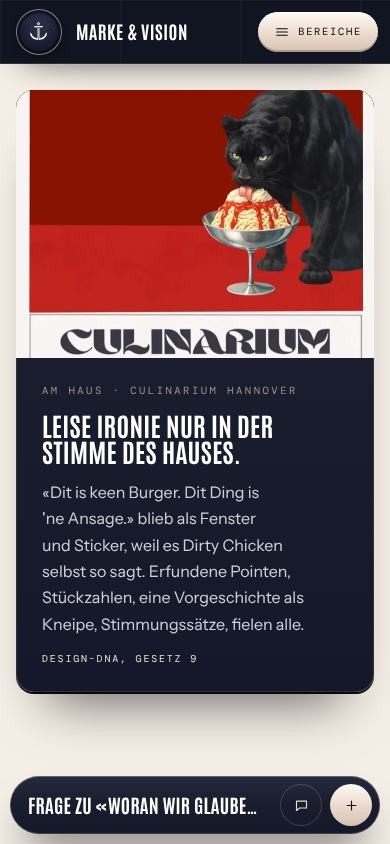 MARKE & VISION
BEREICHE
CULINARIUM
AM HAUS · CULINARIUM HANNOVER
LEISE IRONIE NUR IN DER
STIMME DES HAUSES.
«Dit is keen Burger. Dit Ding is
'ne Ansage.» blieb als Fenster
und Sticker, weil es Dirty Chicken
selbst so sagt. Erfundene Pointen,
Stückzahlen, eine Vorgeschichte als
Kneipe, Stimmungssätze, fielen alle.
DESIGN-DNA, GESETZ 9
FRAGE ZU «WORAN WIR GLAUBE…